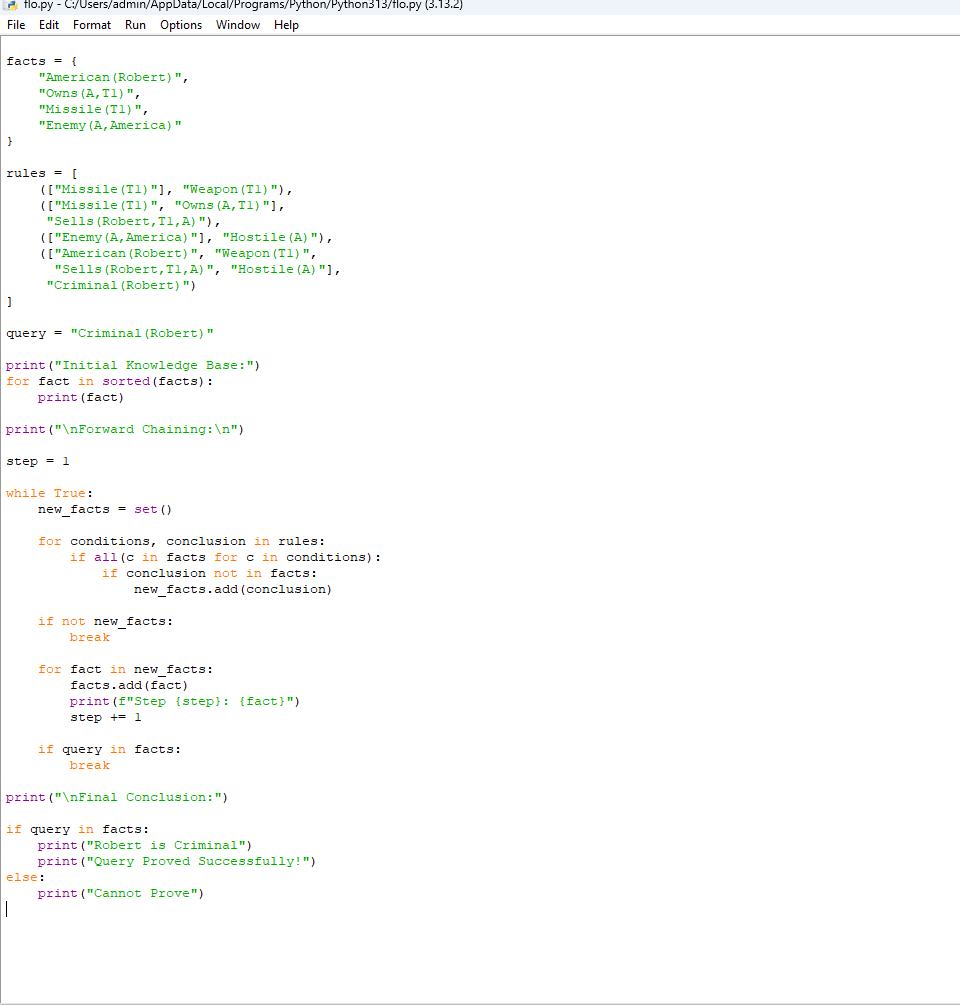 flo.py - C:/Users/admin/AppData/Local/Programs/Python/Python313/flo.py (3.13.2)
File Edit Format Run Options Window Help
facts = {
    "American(Robert)",
    "Owns(A,T1)",
    "Missile(T1)",
    "Enemy(A,America)"
}

rules = [
    (["Missile(T1)"], "Weapon(T1)"),
    (["Missile(T1)", "Owns(A,T1)"],
     "Sells(Robert,T1,A)"),
    (["Enemy(A,America)"], "Hostile(A)"),
    (["American(Robert)", "Weapon(T1)",
      "Sells(Robert,T1,A)", "Hostile(A)"],
     "Criminal(Robert)")
]

query = "Criminal(Robert)"

print("Initial Knowledge Base:")
for fact in sorted(facts):
    print(fact)

print("\nForward Chaining:\n")

step = 1

while True:
    new_facts = set()

    for conditions, conclusion in rules:
        if all(c in facts for c in conditions):
            if conclusion not in facts:
                new_facts.add(conclusion)

    if not new_facts:
        break

    for fact in new_facts:
        facts.add(fact)
        print(f"Step {step}: {fact}")
        step += 1

    if query in facts:
        break

print("\nFinal Conclusion:")

if query in facts:
    print("Robert is Criminal")
    print("Query Proved Successfully!")
else:
    print("Cannot Prove")